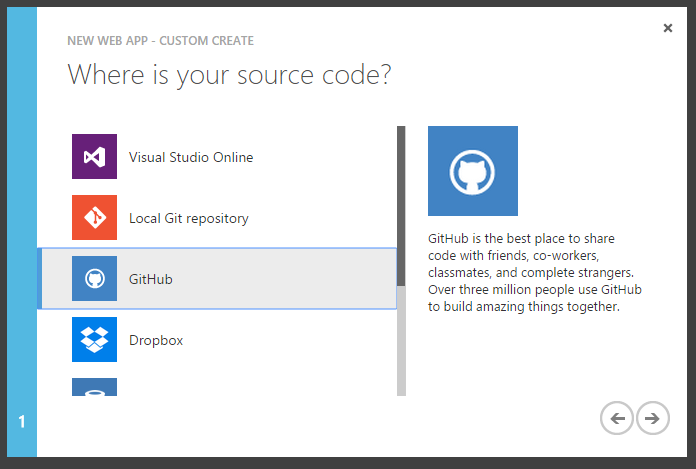 NEW WEB APP - CUSTOM CREATE
Where is your source code?
Visual Studio Online
Local Git repository
GitHub
Dropbox
GitHub is the best place to share
code with friends, co-workers,
classmates, and complete strangers.
Over three million people use GitHub
to build amazing things together.
1